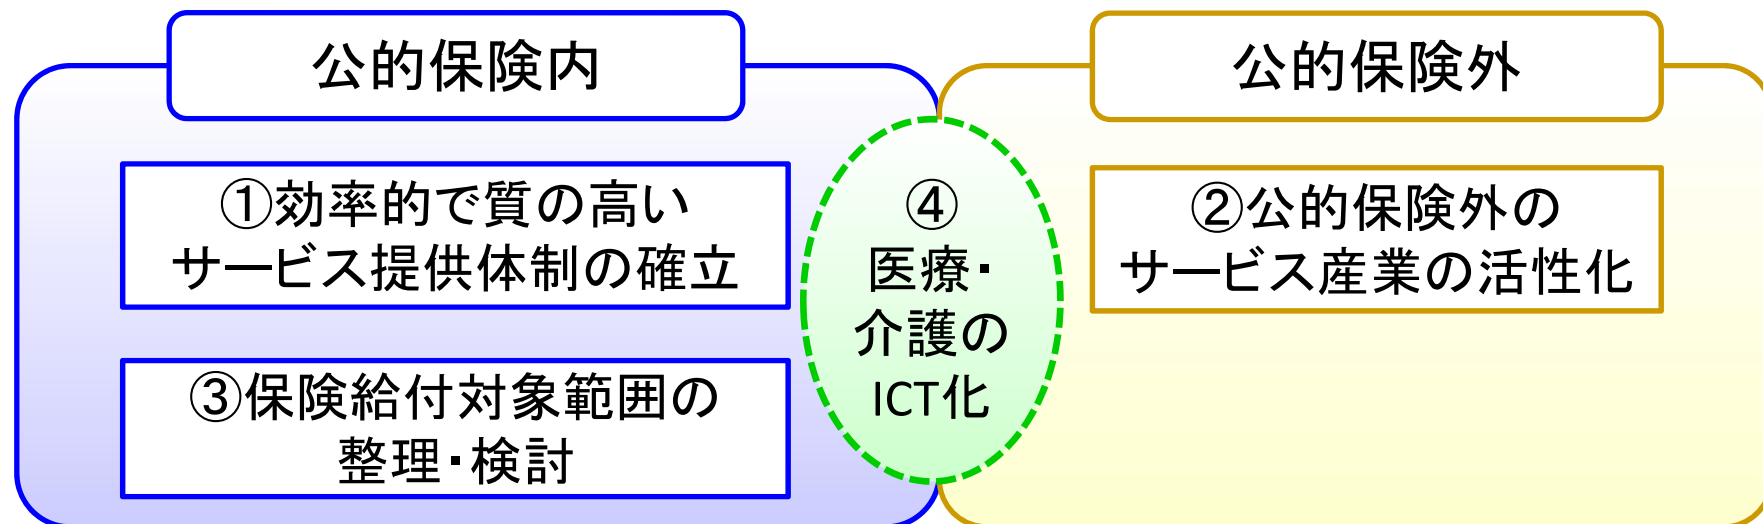 公的保険内
①効率的で質の高い
サービス提供体制の確立
③保険給付対象範囲の
整理・検討
④
医療・
介護の
ICT化
公的保険外
②公的保険外の
サービス産業の活性化